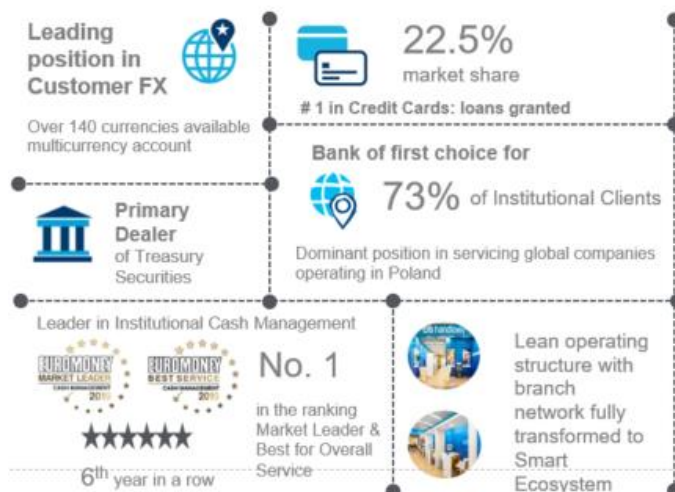 Leading
position in
Customer FX
Over 140 currencies available
multicurrency account
22.5%
market share
# 1 in Credit Cards: loans granted
Bank of first choice for
73% of Institutional Clients
Dominant position in servicing global companies
operating in Poland
Primary
Dealer
of Treasury
Securities
Leader in Institutional Cash Management
EUROMONEY
MARKET LEADER
CASH MANAGEMENT
EUROMONEY
BEST SERVICE
CASH MANAGEMENT
6th year in a row
No. 1
in the ranking
Market Leader &
Best for Overall
Service
Lean operating
structure with
branch
network fully
transformed to
Smart
Ecosystem